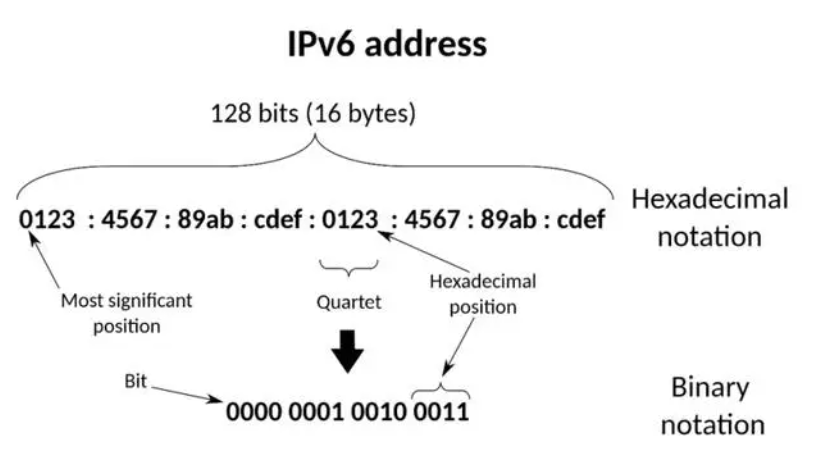 IPv6 address
128 bits (16 bytes)
0123 : 4567 : 89ab : cdef : 0123 : 4567 : 89ab : cdef
Hexadecimal
notation
Most significant
position
Quartet
Hexadecimal
position
Bit
0000 0001 0010 0011
Binary
notation